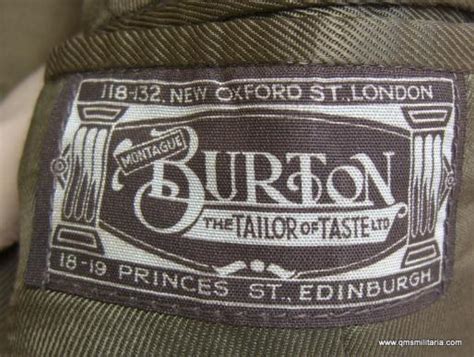 118-132, NEW OXFORD ST., LONDON
MONTAGUE
BURTON
THE TAILOR OF TASTE LTD
18-19 PRINCES ST., EDINBURGH
www.qmsmilitaria.com